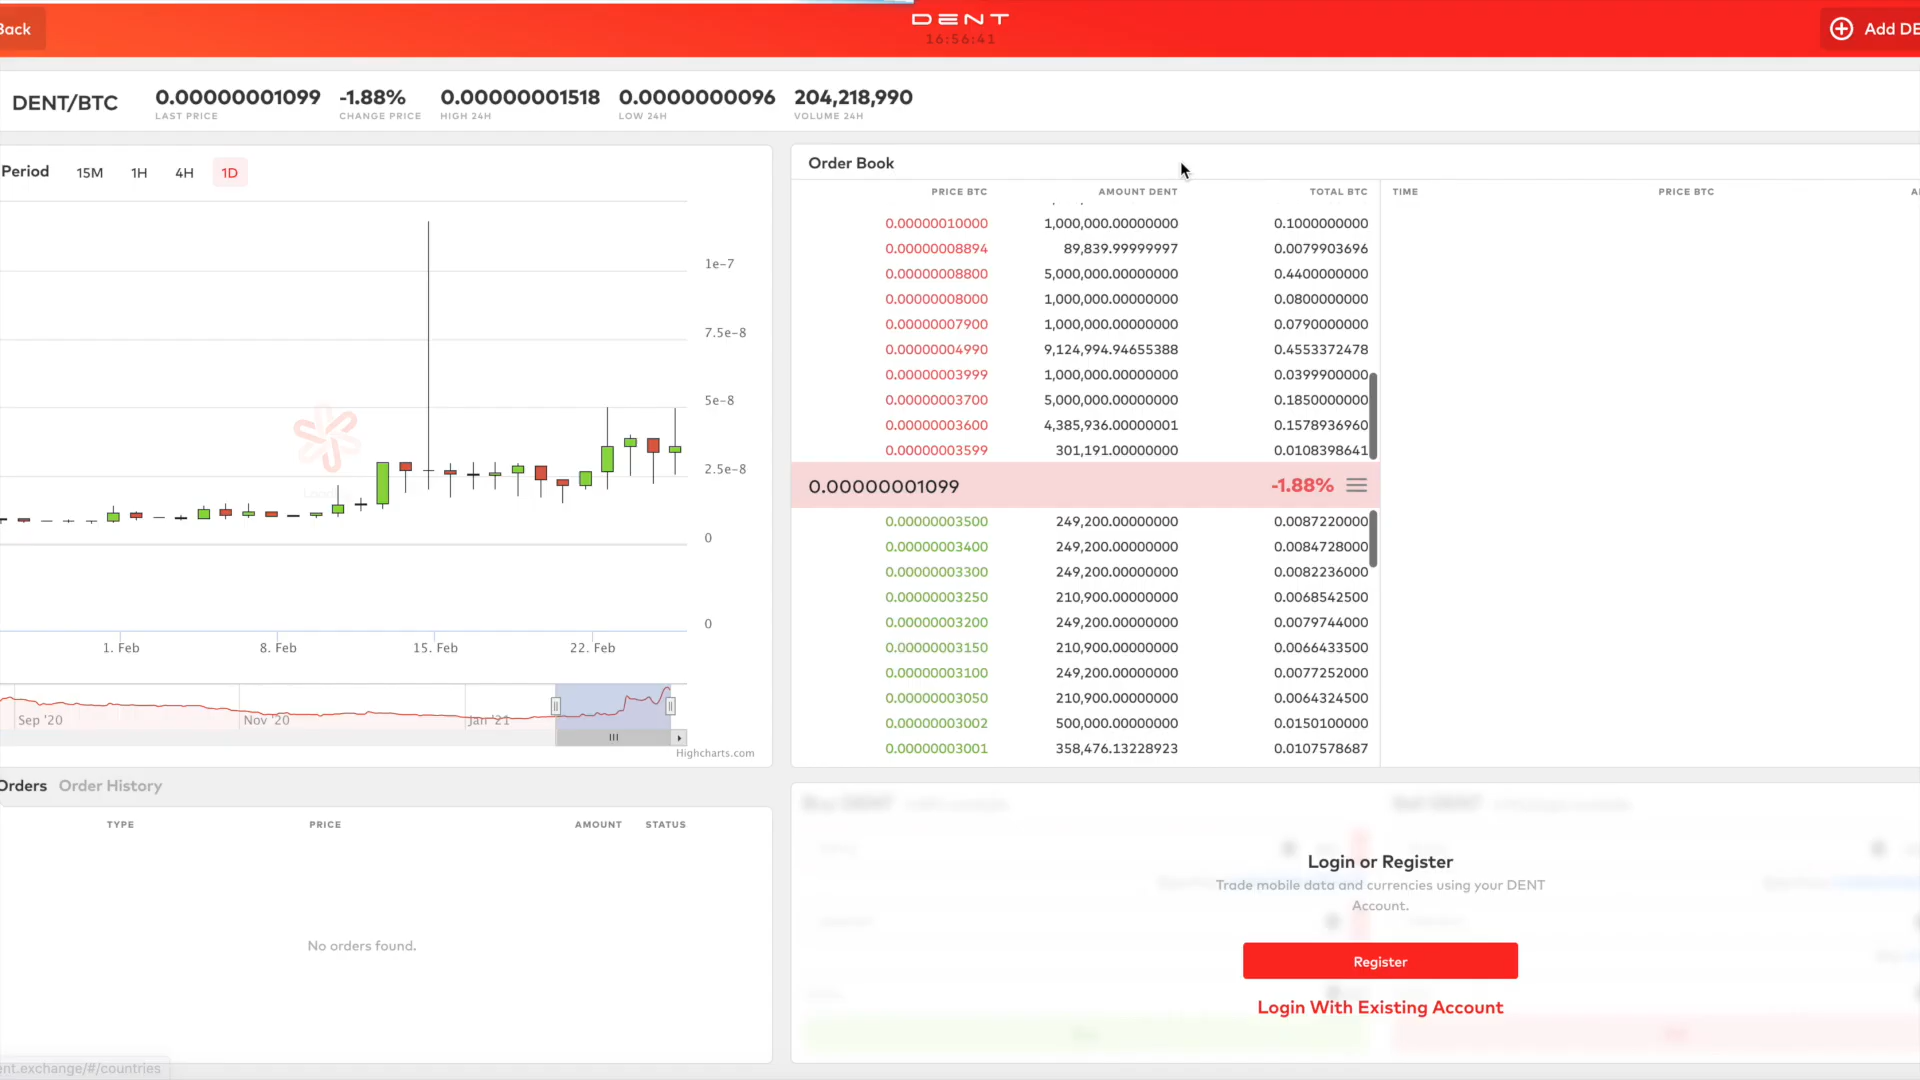 Back
DENT
16:56:41
Add DE
DENT/BTC
0.00000001099
LAST PRICE
-1.88%
CHANGE PRICE
0.00000001518
HIGH 24H
0.0000000096
LOW 24H
204,218,990
VOLUME 24H
Period 15M 1H 4H 1D
1e-7
7.5e-8
5e-8
2.5e-8
0
0
1. Feb 8. Feb 15. Feb 22. Feb
Sep '20 Nov '20 Jan '21
Highcharts.com
Order Book
PRICE BTC AMOUNT DENT TOTAL BTC
0.00000010000 1,000,000.00000000 0.1000000000
0.00000008894 89,839.99999997 0.0079903696
0.00000008800 5,000,000.00000000 0.4400000000
0.00000008000 1,000,000.00000000 0.0800000000
0.00000007900 1,000,000.00000000 0.0790000000
0.00000004990 9,124,994.94655388 0.4553372478
0.00000003999 1,000,000.00000000 0.0399900000
0.00000003700 5,000,000.00000000 0.1850000000
0.00000003600 4,385,936.00000001 0.1578936960
0.00000003599 301,191.00000000 0.0108398641
0.00000001099 -1.88%
0.00000003500 249,200.00000000 0.0087220000
0.00000003400 249,200.00000000 0.0084728000
0.00000003300 249,200.00000000 0.0082236000
0.00000003250 210,900.00000000 0.0068542500
0.00000003200 249,200.00000000 0.0079744000
0.00000003150 210,900.00000000 0.0066433500
0.00000003100 249,200.00000000 0.0077252000
0.00000003050 210,900.00000000 0.0064324500
0.00000003002 500,000.00000000 0.0150100000
0.00000003001 358,476.13228923 0.0107578687
TIME PRICE BTC A
Orders Order History
TYPE PRICE AMOUNT STATUS
No orders found.
Buy DENT
Sell DENT
Login or Register
Trade mobile data and currencies using your DENT
Account.
Register
Login With Existing Account
ent.exchange/#/countries